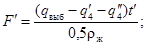 F' = (q_выб − q'_4 − q''_4)t' / 0,5ρ_ж ;